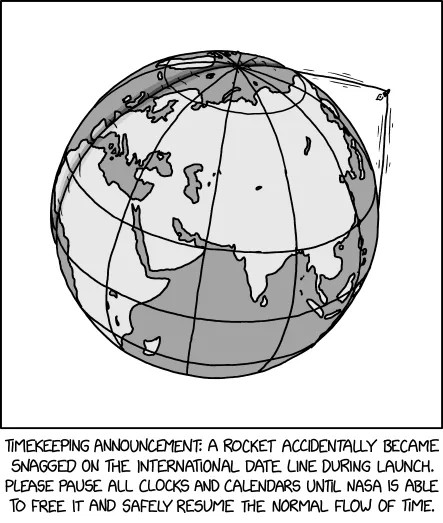 TIMEKEEPING ANNOUNCEMENT: A ROCKET ACCIDENTALLY BECAME
SNAGGED ON THE INTERNATIONAL DATE LINE DURING LAUNCH.
PLEASE PAUSE ALL CLOCKS AND CALENDARS UNTIL NASA IS ABLE
TO FREE IT AND SAFELY RESUME THE NORMAL FLOW OF TIME.